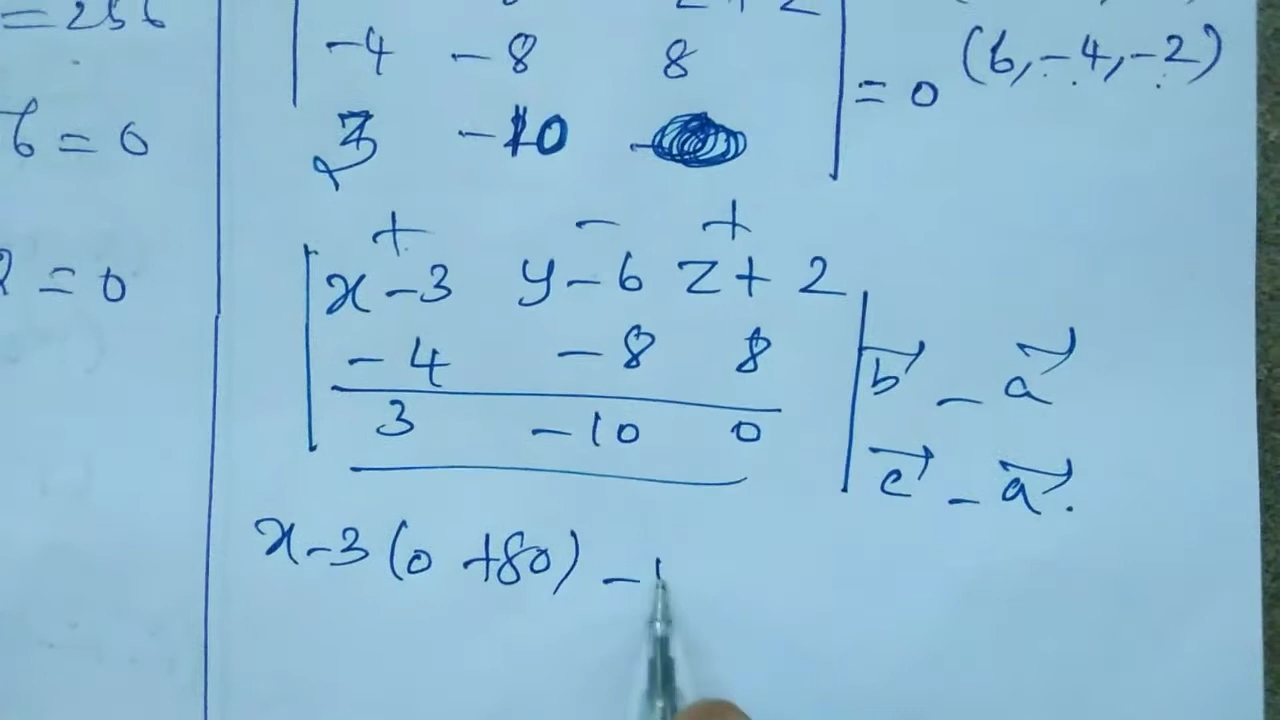 = 256
= 0
= 0
-4 -8 8
= 0 (6, -4, -2)
3 -10
+ - +
x-3 y-6 z+2
-4 -8 8 b⃗ - a⃗
3 -10 0 c⃗ - a⃗.
x-3(0 +80) -